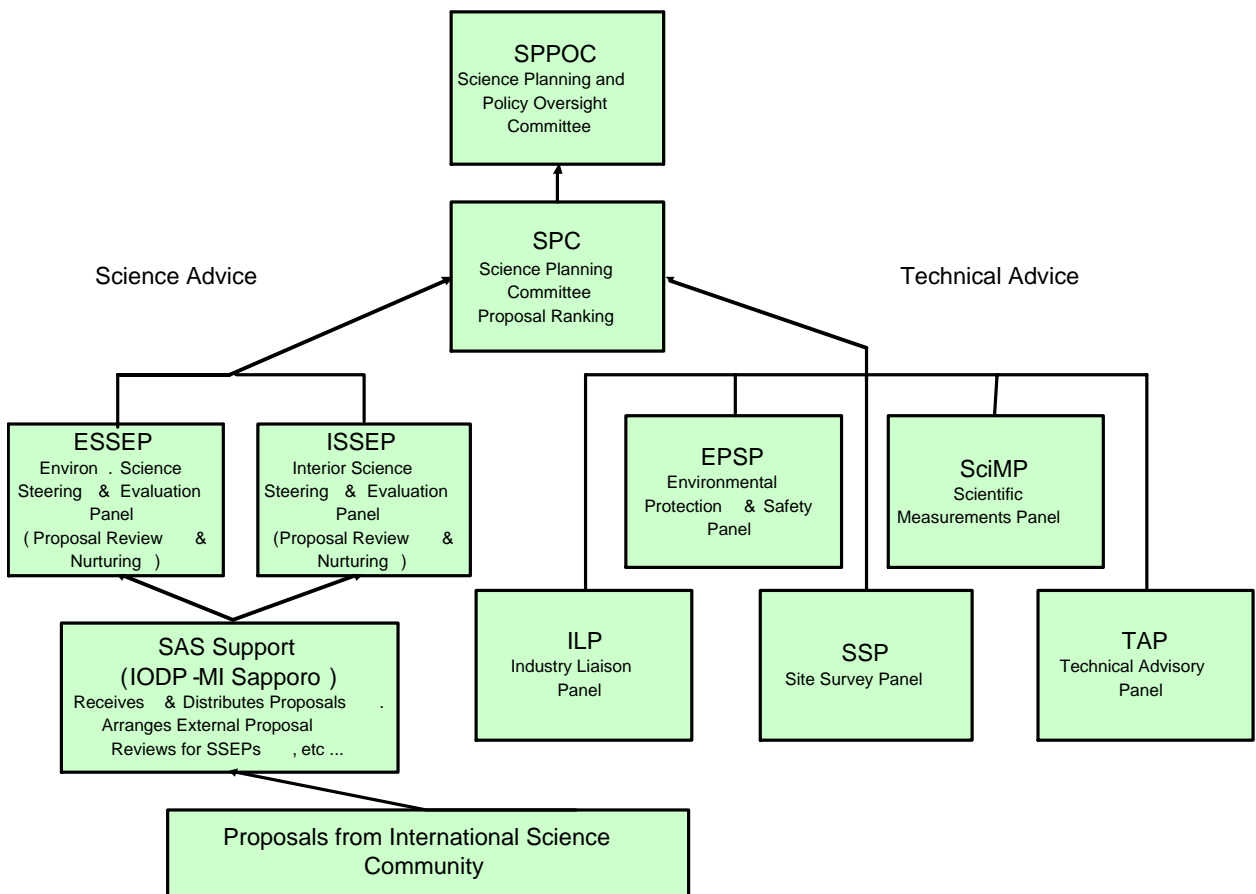 SPPOC
Science Planning and
Policy Oversight
Committee
SPC
Science Planning
Committee
Proposal Ranking
Science Advice
Technical Advice
ESSEP
Environ . Science
Steering & Evaluation
Panel
( Proposal Review &
Nurturing )
ISSEP
Interior Science
Steering & Evaluation
Panel
(Proposal Review &
Nurturing )
EPSP
Environmental
Protection & Safety
Panel
SciMP
Scientific
Measurements Panel
SAS Support
(IODP -MI Sapporo )
Receives & Distributes Proposals .
Arranges External Proposal
Reviews for SSEPs , etc ...
ILP
Industry Liaison
Panel
SSP
Site Survey Panel
TAP
Technical Advisory
Panel
Proposals from International Science
Community